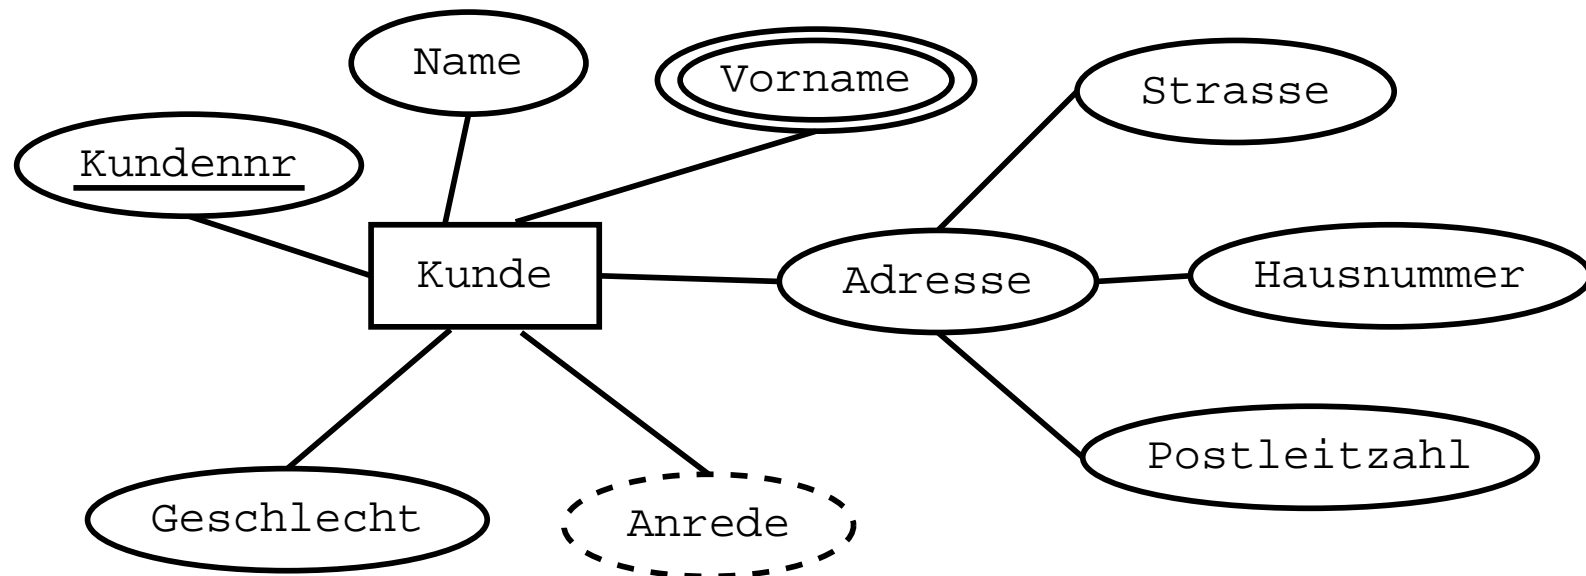 Name
Vorname
Strasse
Kundennr
Kunde
Adresse
Hausnummer
Postleitzahl
Geschlecht
Anrede